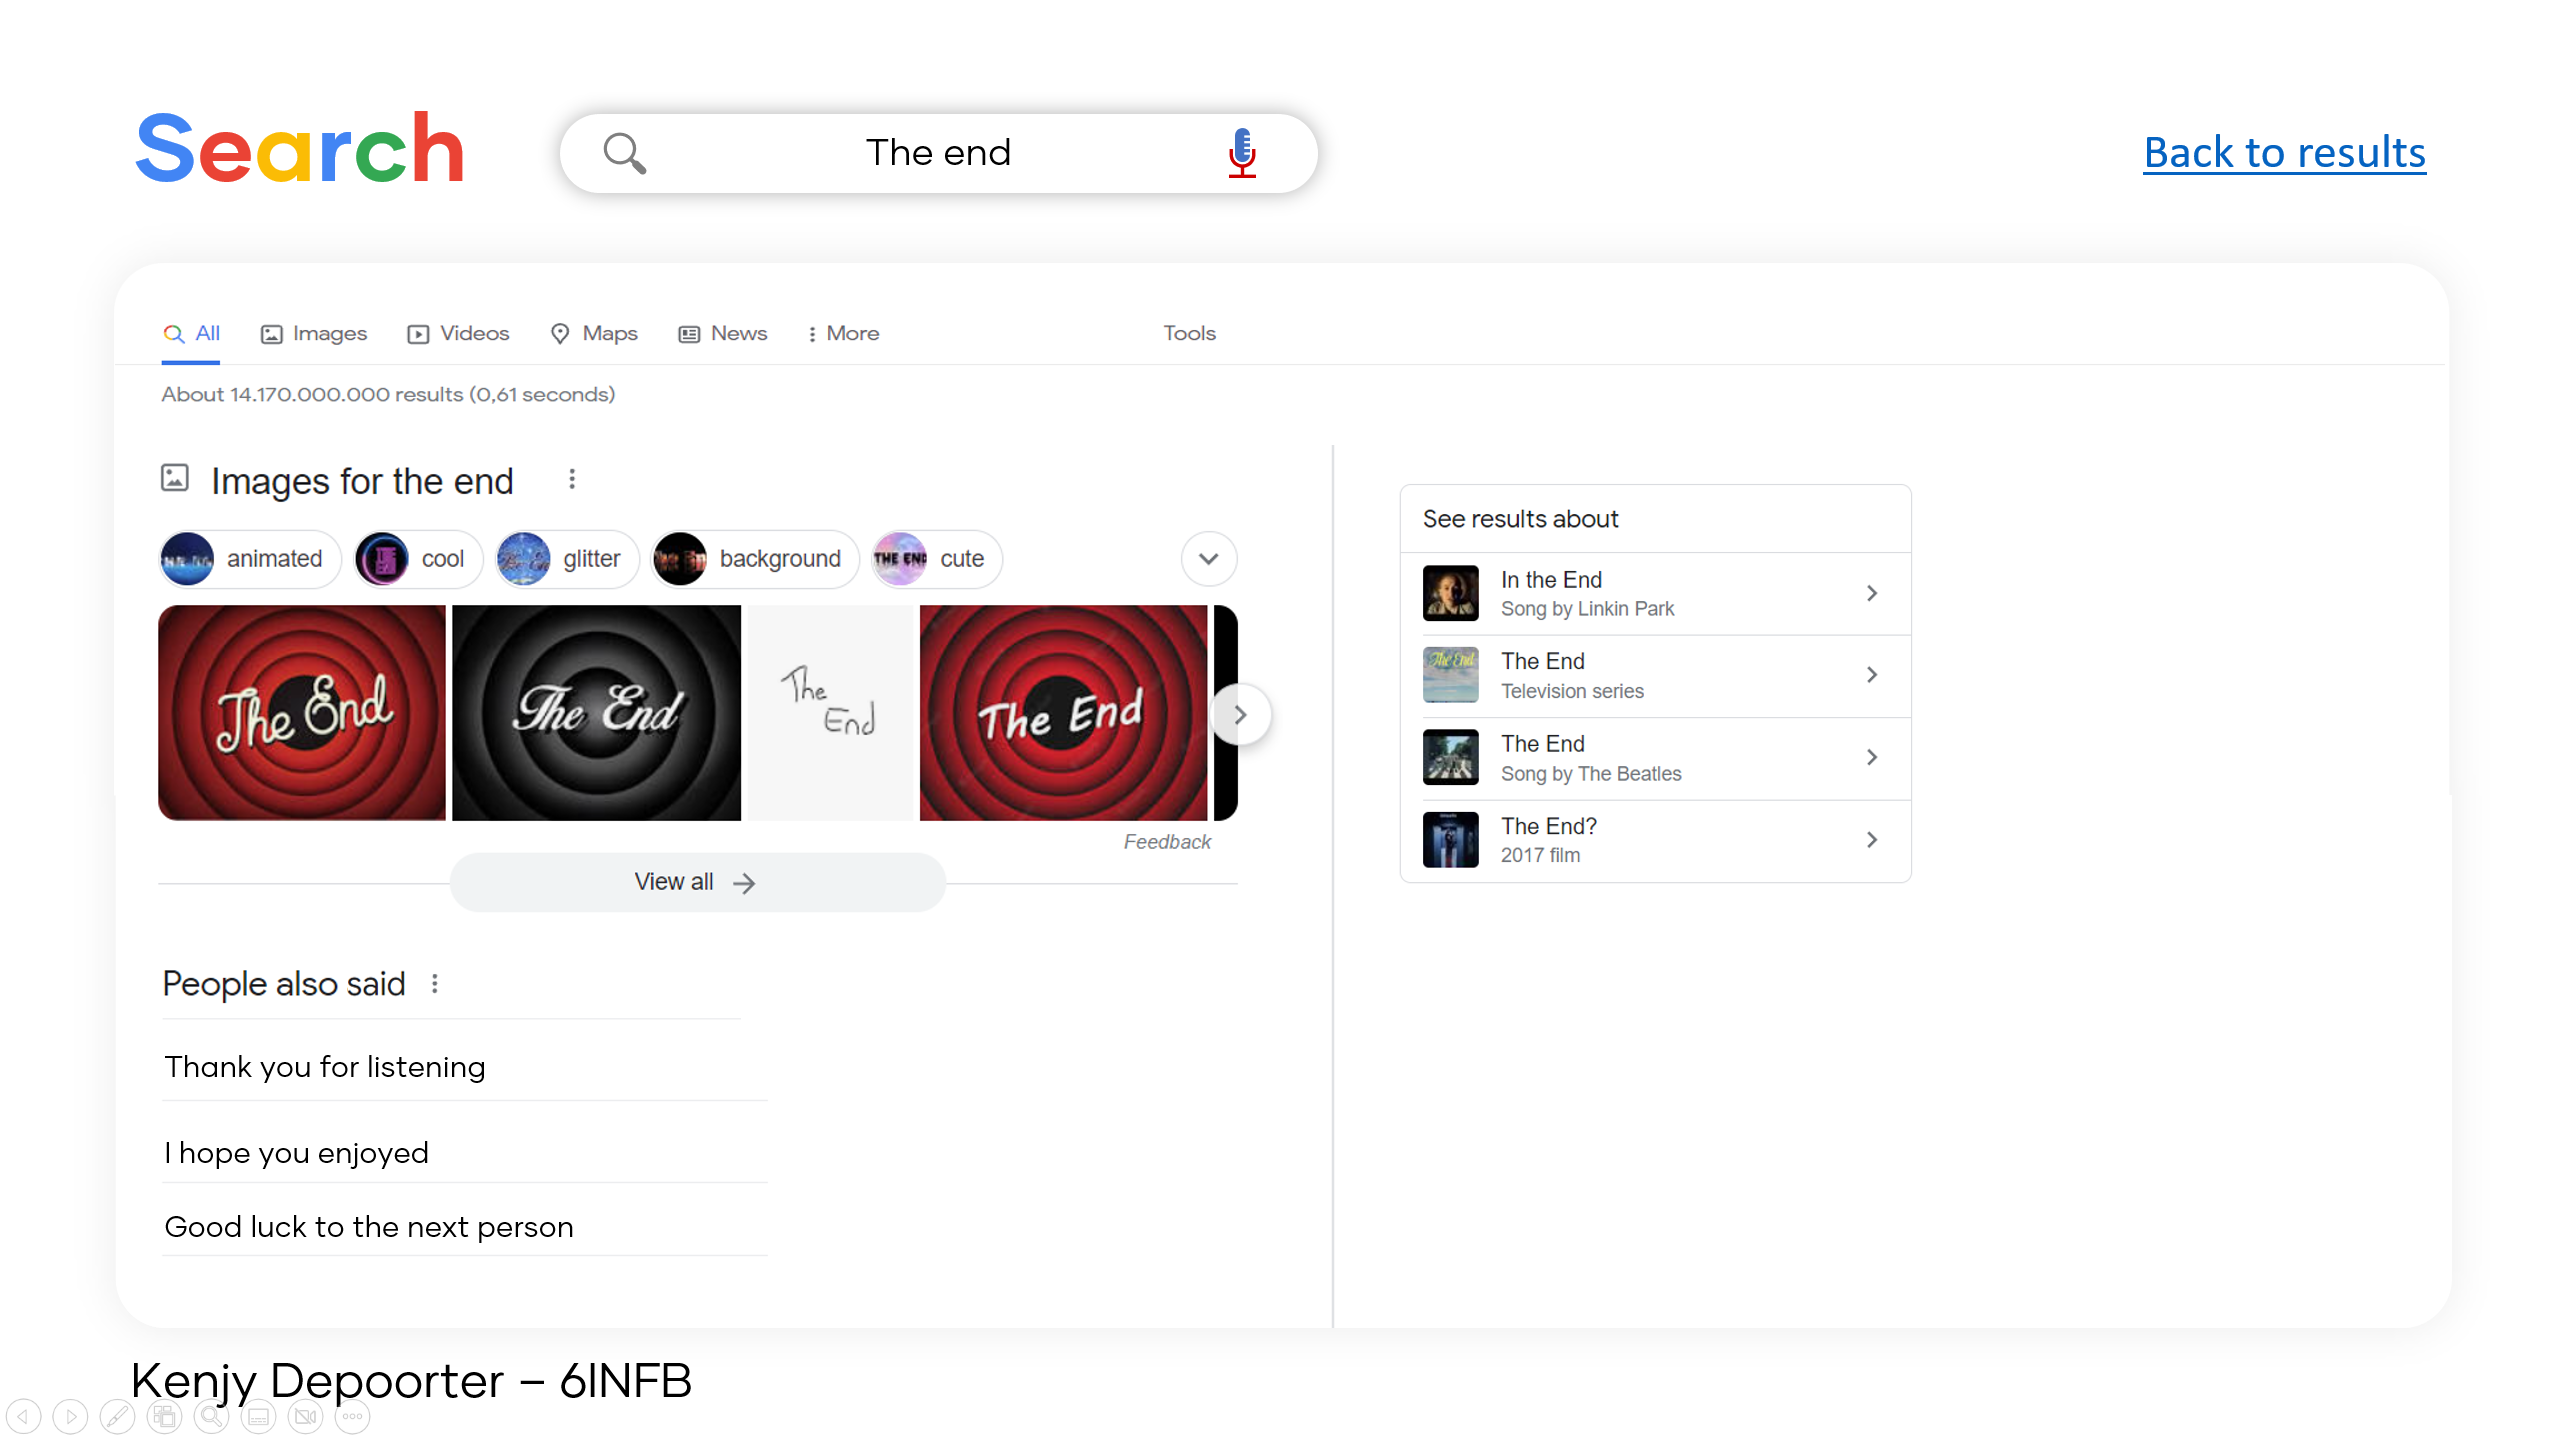 Search
The end
Back to results
All Images Videos Maps News More Tools
About 14.170.000.000 results (0,61 seconds)
Images for the end
animated cool glitter background cute
THE END
The End
The End
The End
The End
Feedback
View all
See results about
In the End
Song by Linkin Park
The End
The End
Television series
The End
Song by The Beatles
The End?
2017 film
People also said
Thank you for listening
I hope you enjoyed
Good luck to the next person
Kenjy Depoorter – 6INFB